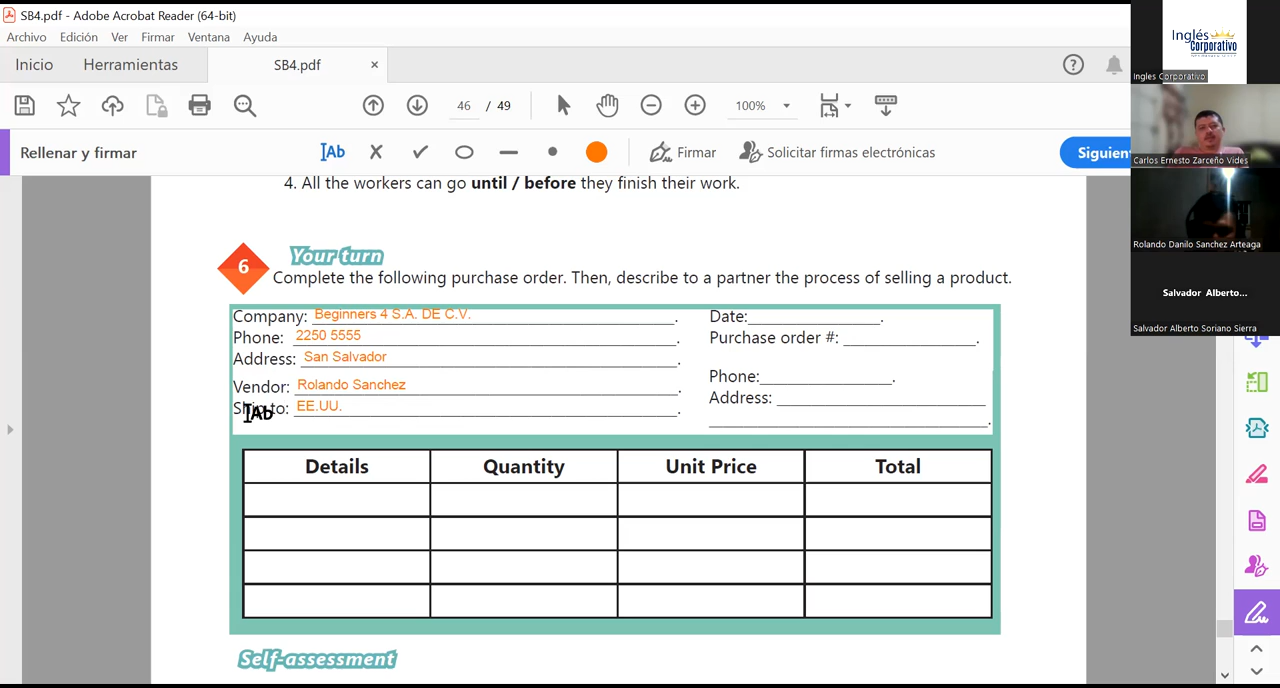 SB4.pdf - Adobe Acrobat Reader (64-bit)
Archivo Edición Ver Firmar Ventana Ayuda
Inicio Herramientas SB4.pdf ×
46 / 49 100%
Rellenar y firmar Ab Firmar Solicitar firmas electrónicas Siguien
4. All the workers can go until / before they finish their work.
6 Your turn
Complete the following purchase order. Then, describe to a partner the process of selling a product.
Company: Beginners 4 S.A. DE C.V. Date:
Phone: 2250 5555 Purchase order #:
Address: San Salvador
Phone:
Vendor: Rolando Sanchez
Address:
Ship to: EE.UU.
Ab
Details Quantity Unit Price Total
Self-assessment
Inglés
Corporativo
Ingles Corporativo
Carlos Ernesto Zarceño Vides
Rolando Danilo Sanchez Arteaga
Salvador Alberto...
Salvador Alberto Soriano Sierra